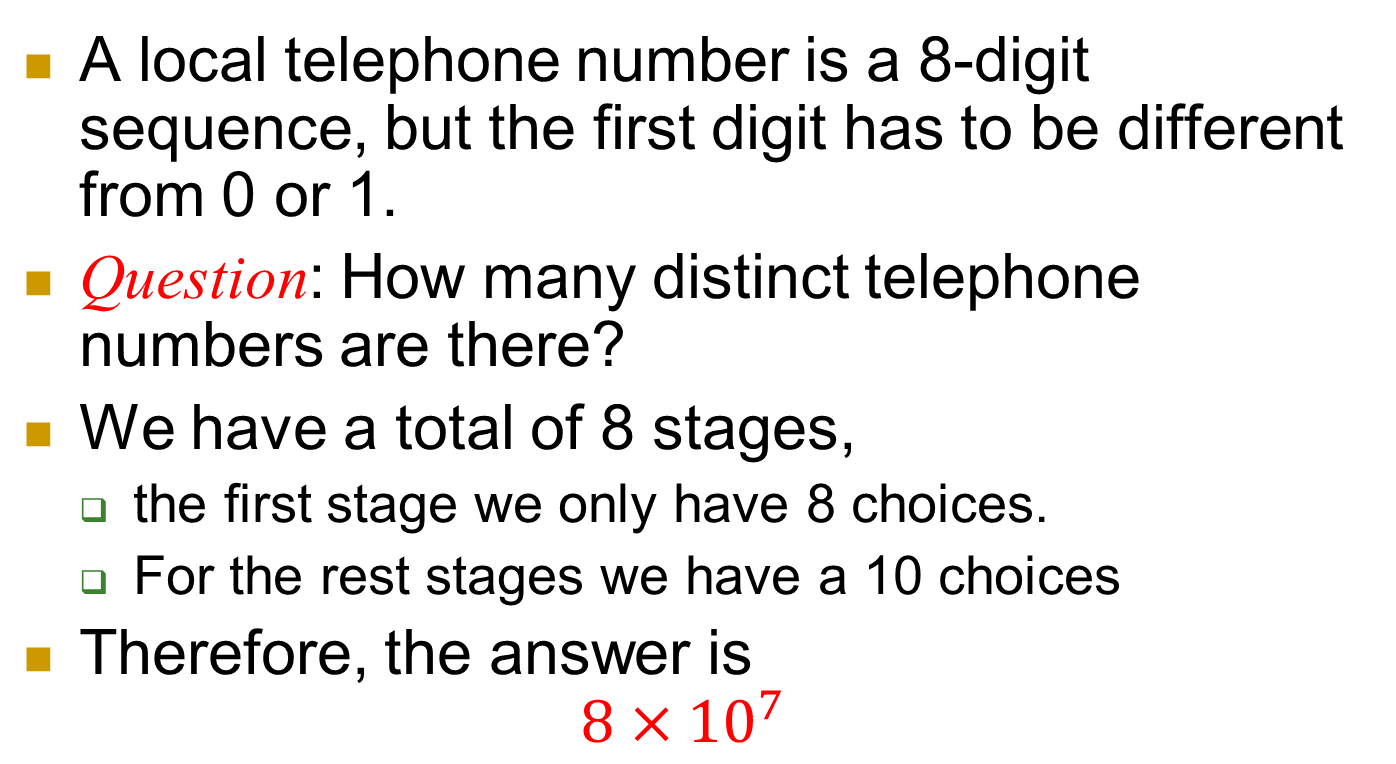 A local telephone number is a 8-digit
sequence, but the first digit has to be different
from 0 or 1.
Question: How many distinct telephone
numbers are there?
We have a total of 8 stages,
the first stage we only have 8 choices.
For the rest stages we have a 10 choices
Therefore, the answer is
8 × 10⁷